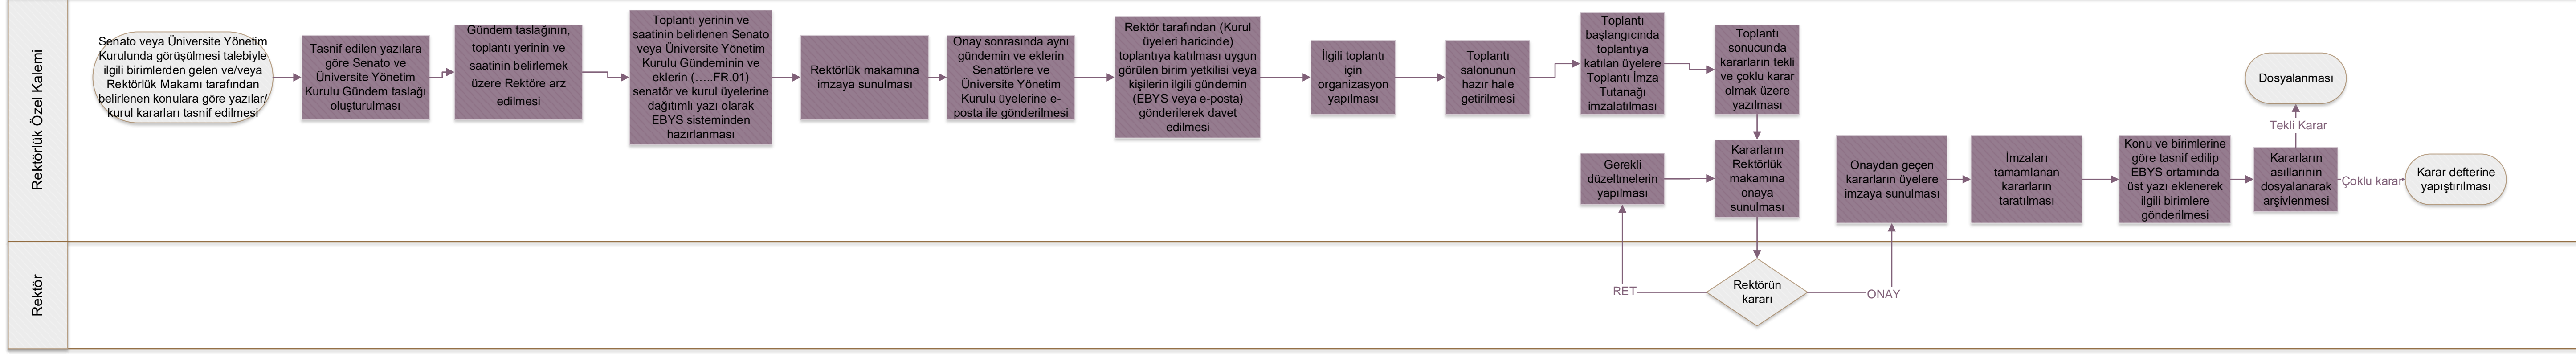 Rektörlük Özel Kalemi
Senato veya Üniversite Yönetim
Kurulunda görüşülmesi talebiyle
ilgili birimlerden gelen ve/veya
Rektörlük Makamı tarafından
belirlenen konulara göre yazılar/
kurul kararları tasnif edilmesi
Tasnif edilen yazılara
göre Senato ve
Üniversite Yönetim
Kurulu Gündem taslağı
oluşturulması
Gündem taslağının,
toplantı yerinin ve
saatinin belirlemek
üzere Rektöre arz
edilmesi
Toplantı yerinin ve
saatinin belirlenen Senato
veya Üniversite Yönetim
Kurulu Gündeminin ve
eklerin (…..FR.01)
senatör ve kurul üyelerine
dağıtımlı yazı olarak
EBYS sisteminden
hazırlanması
Rektörlük makamına
imzaya sunulması
Onay sonrasında aynı
gündemin ve eklerin
Senatörlere ve
Üniversite Yönetim
Kurulu üyelerine e-
posta ile gönderilmesi
Rektör tarafından (Kurul
üyeleri haricinde)
toplantıya katılması uygun
görülen birim yetkilisi veya
kişilerin ilgili gündemin
(EBYS veya e-posta)
gönderilerek davet
edilmesi
İlgili toplantı
için
organizasyon
yapılması
Toplantı
salonunun
hazır hale
getirilmesi
Toplantı
başlangıcında
toplantıya
katılan üyelere
Toplantı İmza
Tutanağı
imzalatılması
Toplantı
sonucunda
kararların tekli
ve çoklu karar
olmak üzere
yazılması
Gerekli
düzeltmelerin
yapılması
Kararların
Rektörlük
makamına
onaya
sunulması
Onaydan geçen
kararların üyelere
imzaya sunulması
İmzaları
tamamlanan
kararların
taratılması
Konu ve birimlerine
göre tasnif edilip
EBYS ortamında
üst yazı eklenerek
ilgili birimlere
gönderilmesi
Kararların
asıllarının
dosyalanarak
arşivlenmesi
Tekli Karar
Dosyalanması
Çoklu karar
Karar defterine
yapıştırılması
Rektör
RET
Rektörün
kararı
ONAY